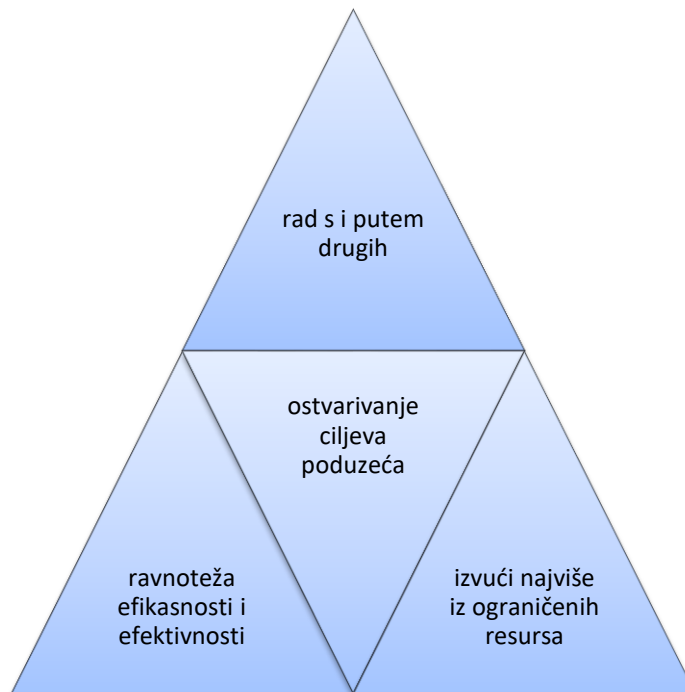 rad s i putem
drugih
ostvarivanje
ciljeva
poduzeća
ravnoteža
efikasnosti i
efektivnosti
izvući najviše
iz ograničenih
resursa